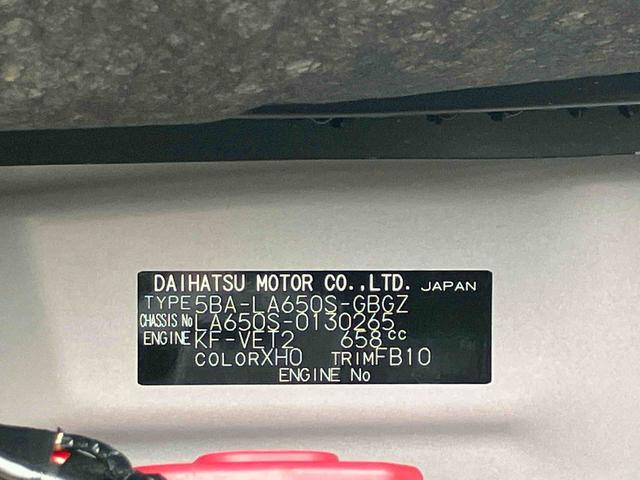 DAIHATSU MOTOR CO.,LTD. JAPAN
TYPE 5BA-LA650S-GBGZ
CHASSIS No LA650S-0130265
ENGINE KF-VET2 658cc
COLOR XH0 TRIM FB10
ENGINE No